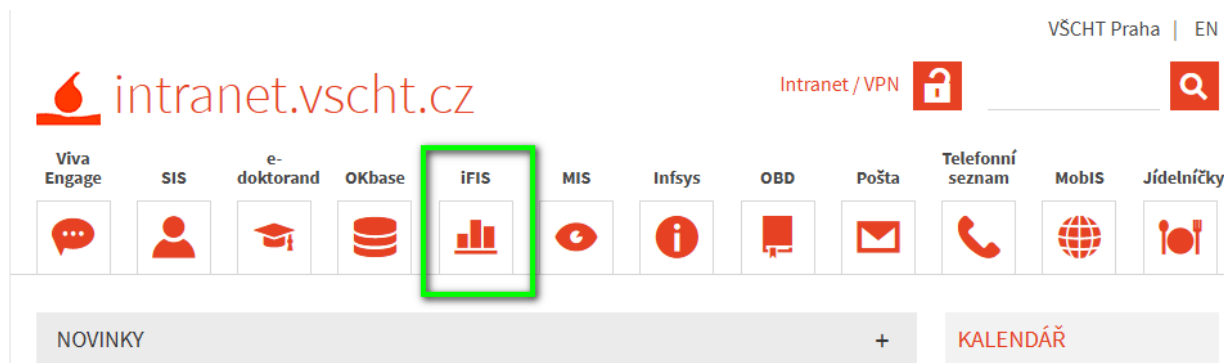 VŠCHT Praha | EN
intranet.vscht.cz
Intranet / VPN
Viva Engage
SIS
e-doktorand
OKbase
iFIS
MIS
Infsys
OBD
Pošta
Telefonní seznam
MobIS
Jídelníčky
NOVINKY +
KALENDÁŘ